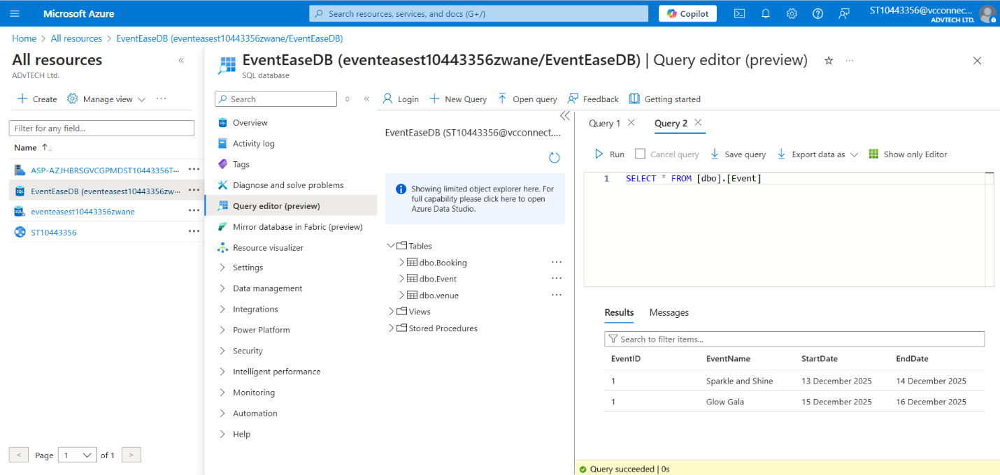 Microsoft Azure
Search resources, services, and docs (G+/)
Copilot
ST10443356@vcconnec...
ADVTECH LTD.
Home > All resources > EventEaseDB (eventeasest10443356zwane/EventEaseDB)
All resources
ADvTECH Ltd.
Create
Manage view
Filter for any field...
Name
ASP-AZJHBRSGVCGPMDST10443356T...
EventEaseDB (eventeasest10443356zw...
eventeasest10443356zwane
ST10443356
< Page 1 of 1 >
EventEaseDB (eventeasest10443356zwane/EventEaseDB) | Query editor (preview)
SQL database
Search
Overview
Activity log
Tags
Diagnose and solve problems
Query editor (preview)
Mirror database in Fabric (preview)
Resource visualizer
Settings
Data management
Integrations
Power Platform
Security
Intelligent performance
Monitoring
Automation
Help
Login
New Query
Open query
Feedback
Getting started
EventEaseDB (ST10443356@vcconnect....
Showing limited object explorer here. For
full capability please click here to open
Azure Data Studio.
Tables
dbo.Booking
dbo.Event
dbo.venue
Views
Stored Procedures
Query 1
Query 2
Run
Cancel query
Save query
Export data as
Show only Editor
1 SELECT * FROM [dbo].[Event]
Results
Messages
Search to filter items...
EventID EventName StartDate EndDate
1 Sparkle and Shine 13 December 2025 14 December 2025
1 Glow Gala 15 December 2025 16 December 2025
Query succeeded | 0s